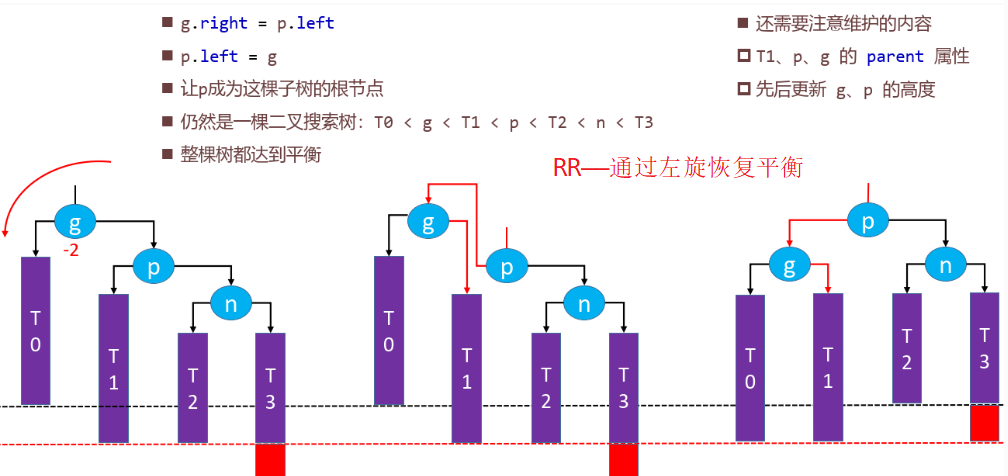 ■ g.right = p.left
■ p.left = g
■ 让p成为这棵子树的根节点
■ 仍然是一棵二叉搜索树：T0 < g < T1 < p < T2 < n < T3
■ 整棵树都达到平衡
■ 还需要注意维护的内容
□ T1、p、g 的 parent 属性
□ 先后更新 g、p 的高度
RR——通过左旋恢复平衡
g
-2
p
n
T0
T1
T2
T3
g
p
n
T0
T1
T2
T3
p
g
n
T0
T1
T2
T3